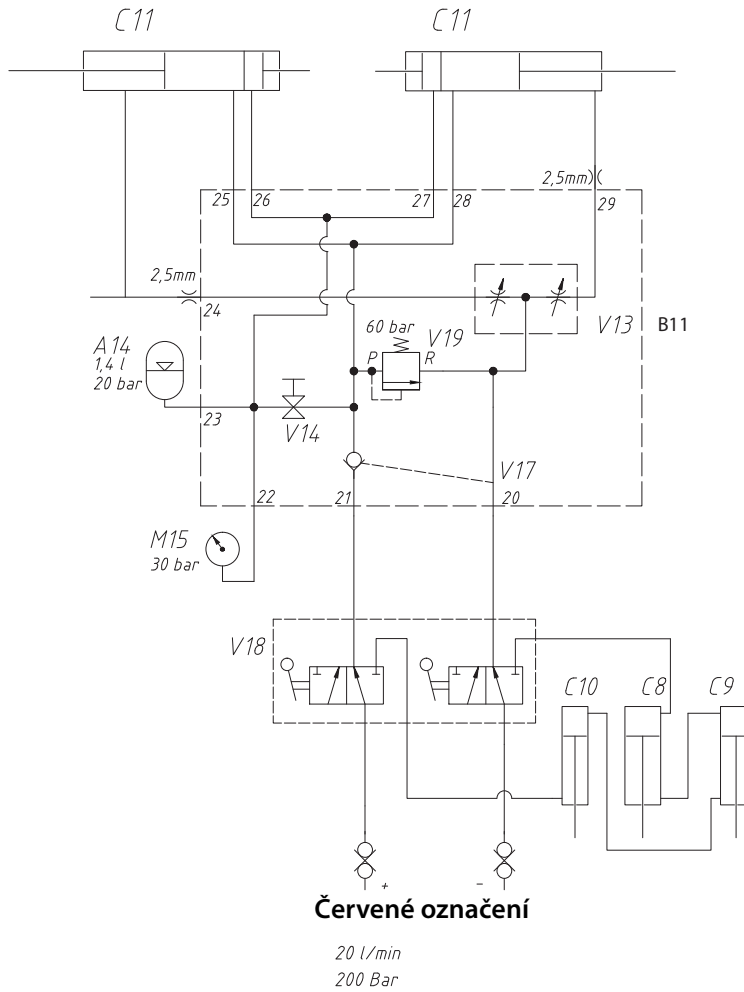 C11 C11
2,5mm
25 26 27 28 29
2,5mm
24
V13 B11
60 bar
V19
P R
A14
1,4 l
20 bar
23
V14
V17
22 21 20
M15
30 bar
V18
C10 C8 C9
+ -
Červené označení
20 l/min
200 Bar